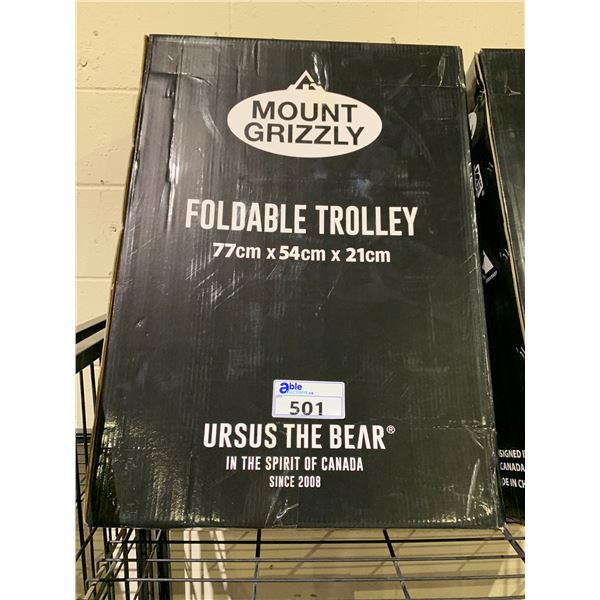 MOUNT
GRIZZLY
FOLDABLE TROLLEY
77cm x 54cm x 21cm
able
501
URSUS THE BEAR®
IN THE SPIRIT OF CANADA
SINCE 2008
CANADA